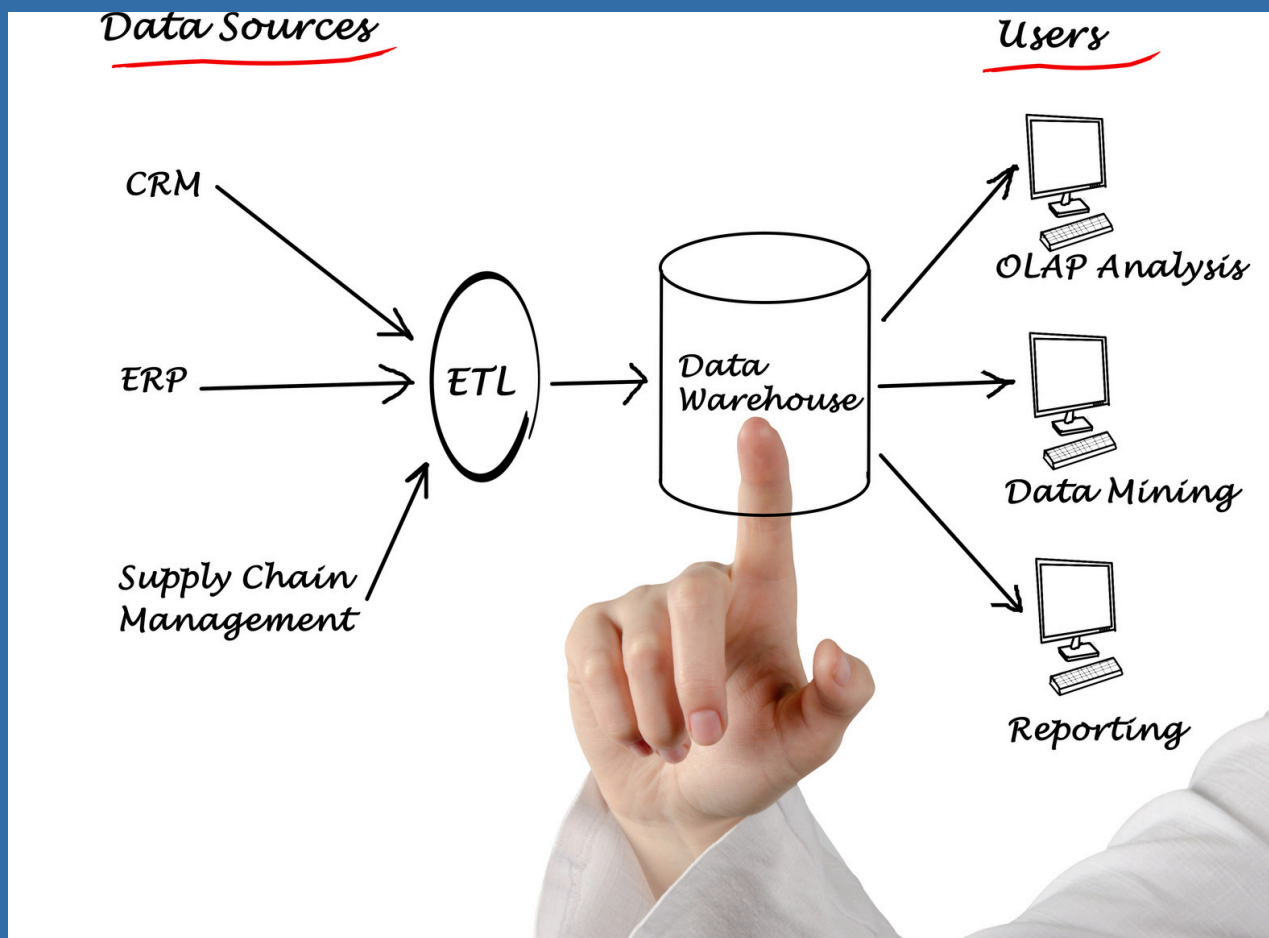 Data Sources
Users
CRM
ERP
Supply Chain
Management
ETL
Data
Warehouse
OLAP Analysis
Data Mining
Reporting